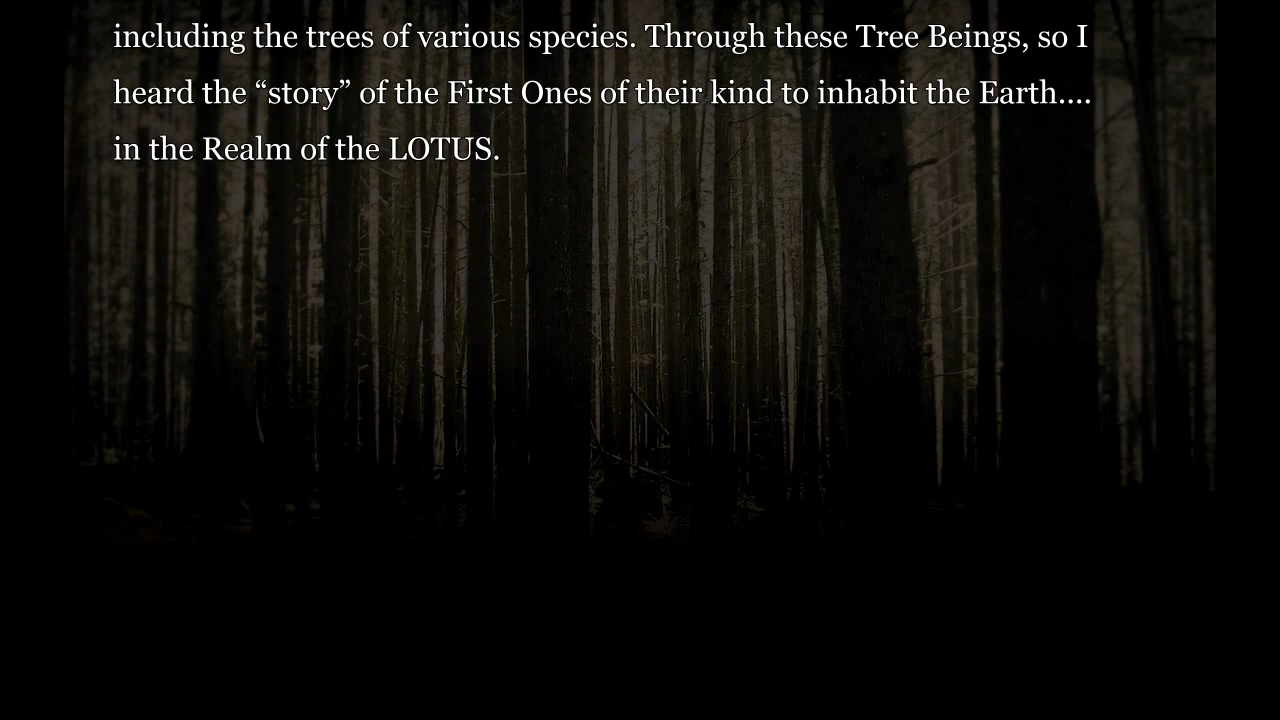 including the trees of various species. Through these Tree Beings, so I
heard the “story” of the First Ones of their kind to inhabit the Earth....
in the Realm of the LOTUS.